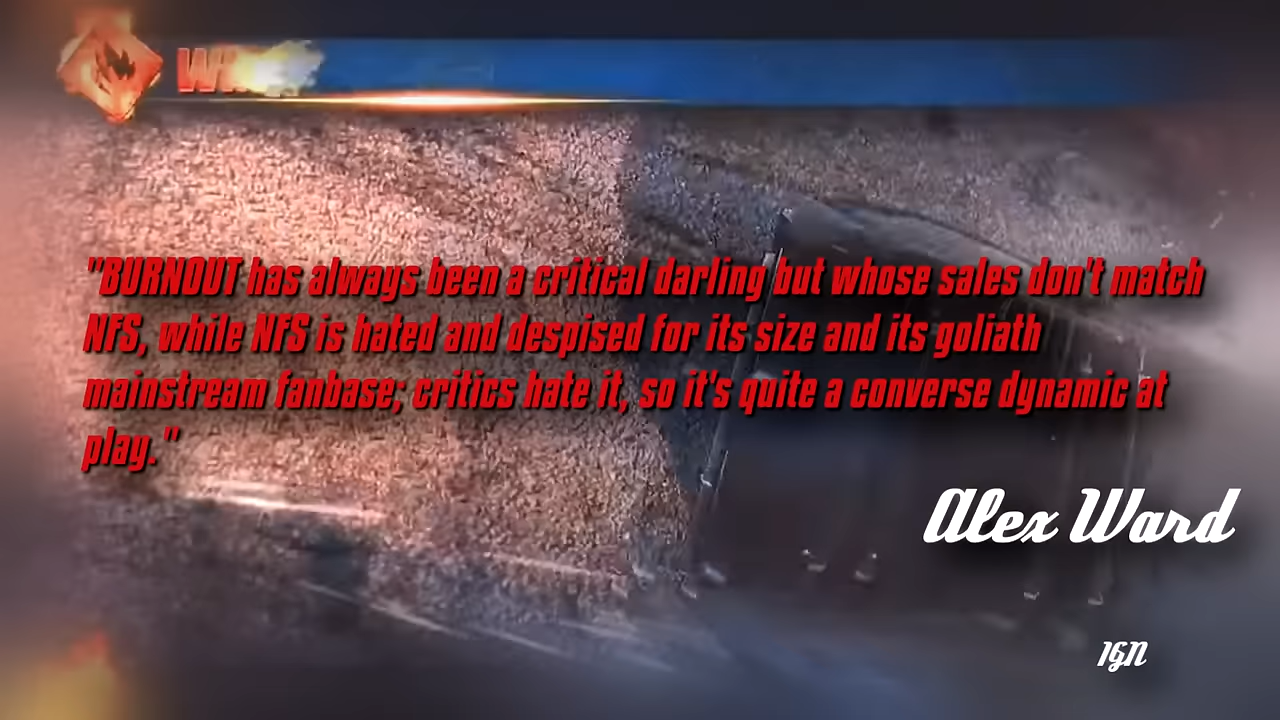 "BURNOUT has always been a critical darling but whose sales don't match
NFS, while NFS is hated and despised for its size and its goliath
mainstream fanbase; critics hate it, so it's quite a converse dynamic at
play."
Alex Ward
IGN